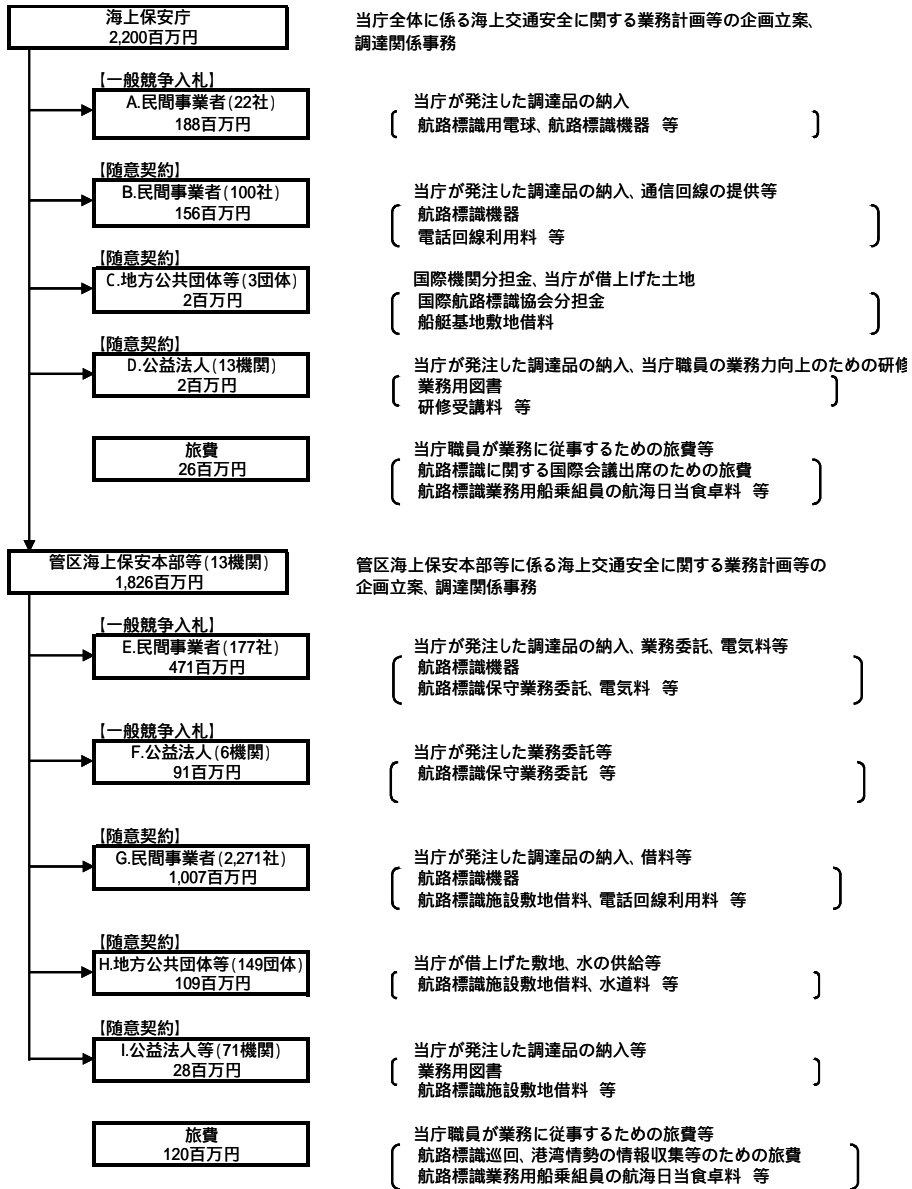 海上保安庁
2,200百万円
当庁全体に係る海上交通安全に関する業務計画等の企画立案、
調達関係事務
【一般競争入札】
A.民間事業者(22社)
188百万円
当庁が発注した調達品の納入
航路標識用電球、航路標識機器 等
【随意契約】
B.民間事業者(100社)
156百万円
当庁が発注した調達品の納入、通信回線の提供等
航路標識機器
電話回線利用料 等
【随意契約】
C.地方公共団体等(3団体)
2百万円
国際機関分担金、当庁が借上げた土地
国際航路標識協会分担金
船艇基地敷地借料
【随意契約】
D.公益法人(13機関)
2百万円
当庁が発注した調達品の納入、当庁職員の業務力向上のための研修
業務用図書
研修受講料 等
旅費
26百万円
当庁職員が業務に従事するための旅費等
航路標識に関する国際会議出席のための旅費
航路標識業務用船乗組員の航海日当食卓料 等
管区海上保安本部等(13機関)
1,826百万円
管区海上保安本部等に係る海上交通安全に関する業務計画等の
企画立案、調達関係事務
【一般競争入札】
E.民間事業者(177社)
471百万円
当庁が発注した調達品の納入、業務委託、電気料等
航路標識機器
航路標識保守業務委託、電気料 等
【一般競争入札】
F.公益法人(6機関)
91百万円
当庁が発注した業務委託等
航路標識保守業務委託 等
【随意契約】
G.民間事業者(2,271社)
1,007百万円
当庁が発注した調達品の納入、借料等
航路標識機器
航路標識施設敷地借料、電話回線利用料 等
【随意契約】
H.地方公共団体等(149団体)
109百万円
当庁が借上げた敷地、水の供給等
航路標識施設敷地借料、水道料 等
【随意契約】
I.公益法人等(71機関)
28百万円
当庁が発注した調達品の納入等
業務用図書
航路標識施設敷地借料 等
旅費
120百万円
当庁職員が業務に従事するための旅費等
航路標識巡回、港湾情勢の情報収集等のための旅費
航路標識業務用船乗組員の航海日当食卓料 等